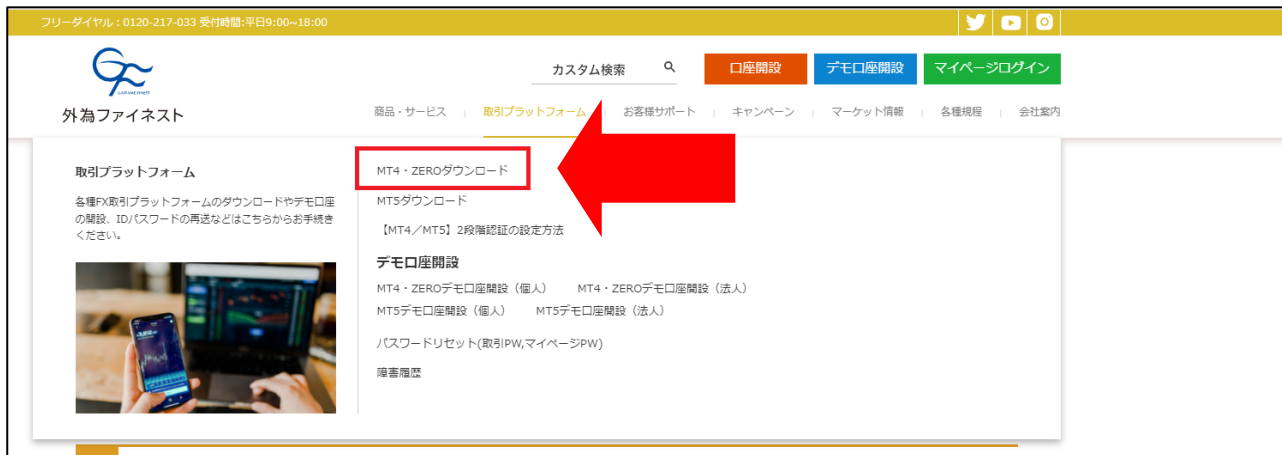 フリーダイヤル：0120-217-033 受付時間:平日9:00~18:00
カスタム検索
口座開設
デモ口座開設
マイページログイン
GAITAME FINEST
外為ファイネスト
商品・サービス
取引プラットフォーム
お客様サポート
キャンペーン
マーケット情報
各種規程
会社案内
取引プラットフォーム
各種FX取引プラットフォームのダウンロードやデモ口座
の開設、IDパスワードの再送などはこちらからお手続き
ください。
MT4・ZEROダウンロード
MT5ダウンロード
【MT4／MT5】2段階認証の設定方法
デモ口座開設
MT4・ZEROデモ口座開設（個人） MT4・ZEROデモ口座開設（法人）
MT5デモ口座開設（個人） MT5デモ口座開設（法人）
パスワードリセット(取引PW,マイページPW)
障害履歴